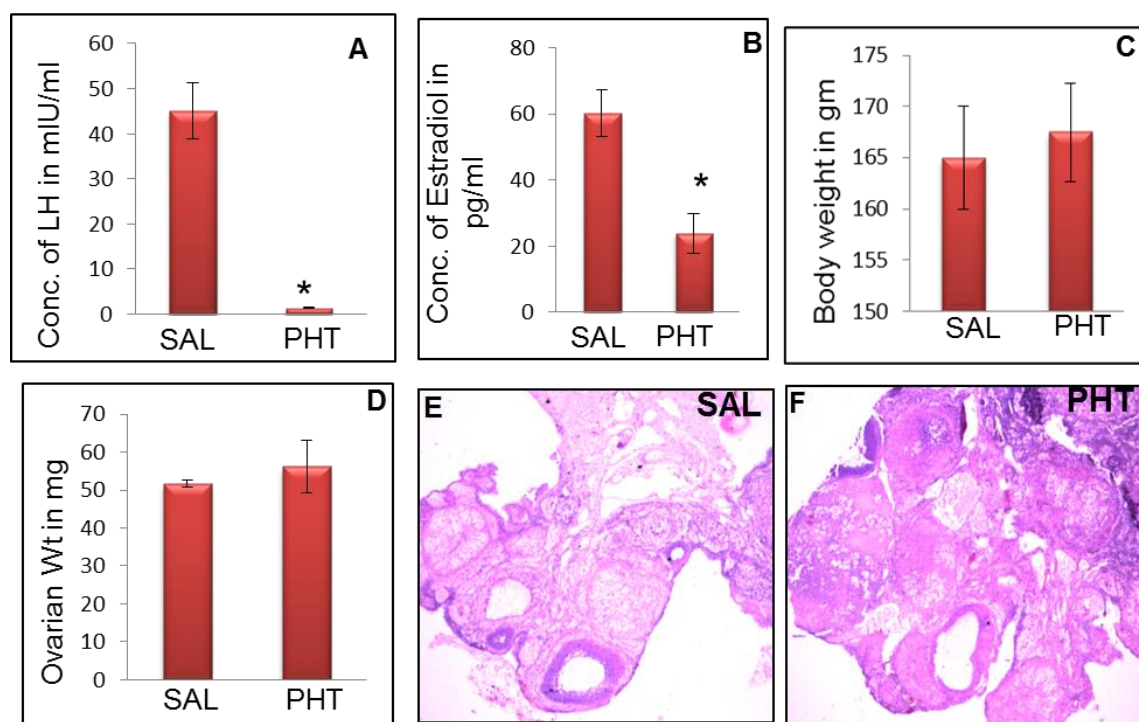 A
Conc. of LH in mIU/ml
60
50
40
30
20
10
0
*
SAL PHT
B
Conc. of Estradiol in
pg/ml
80
60
40
20
0
*
SAL PHT
C
Body weight in gm
175
170
165
160
155
150
SAL PHT
D
Ovarian Wt in mg
70
60
50
40
30
20
10
0
SAL PHT
E SAL
F PHT